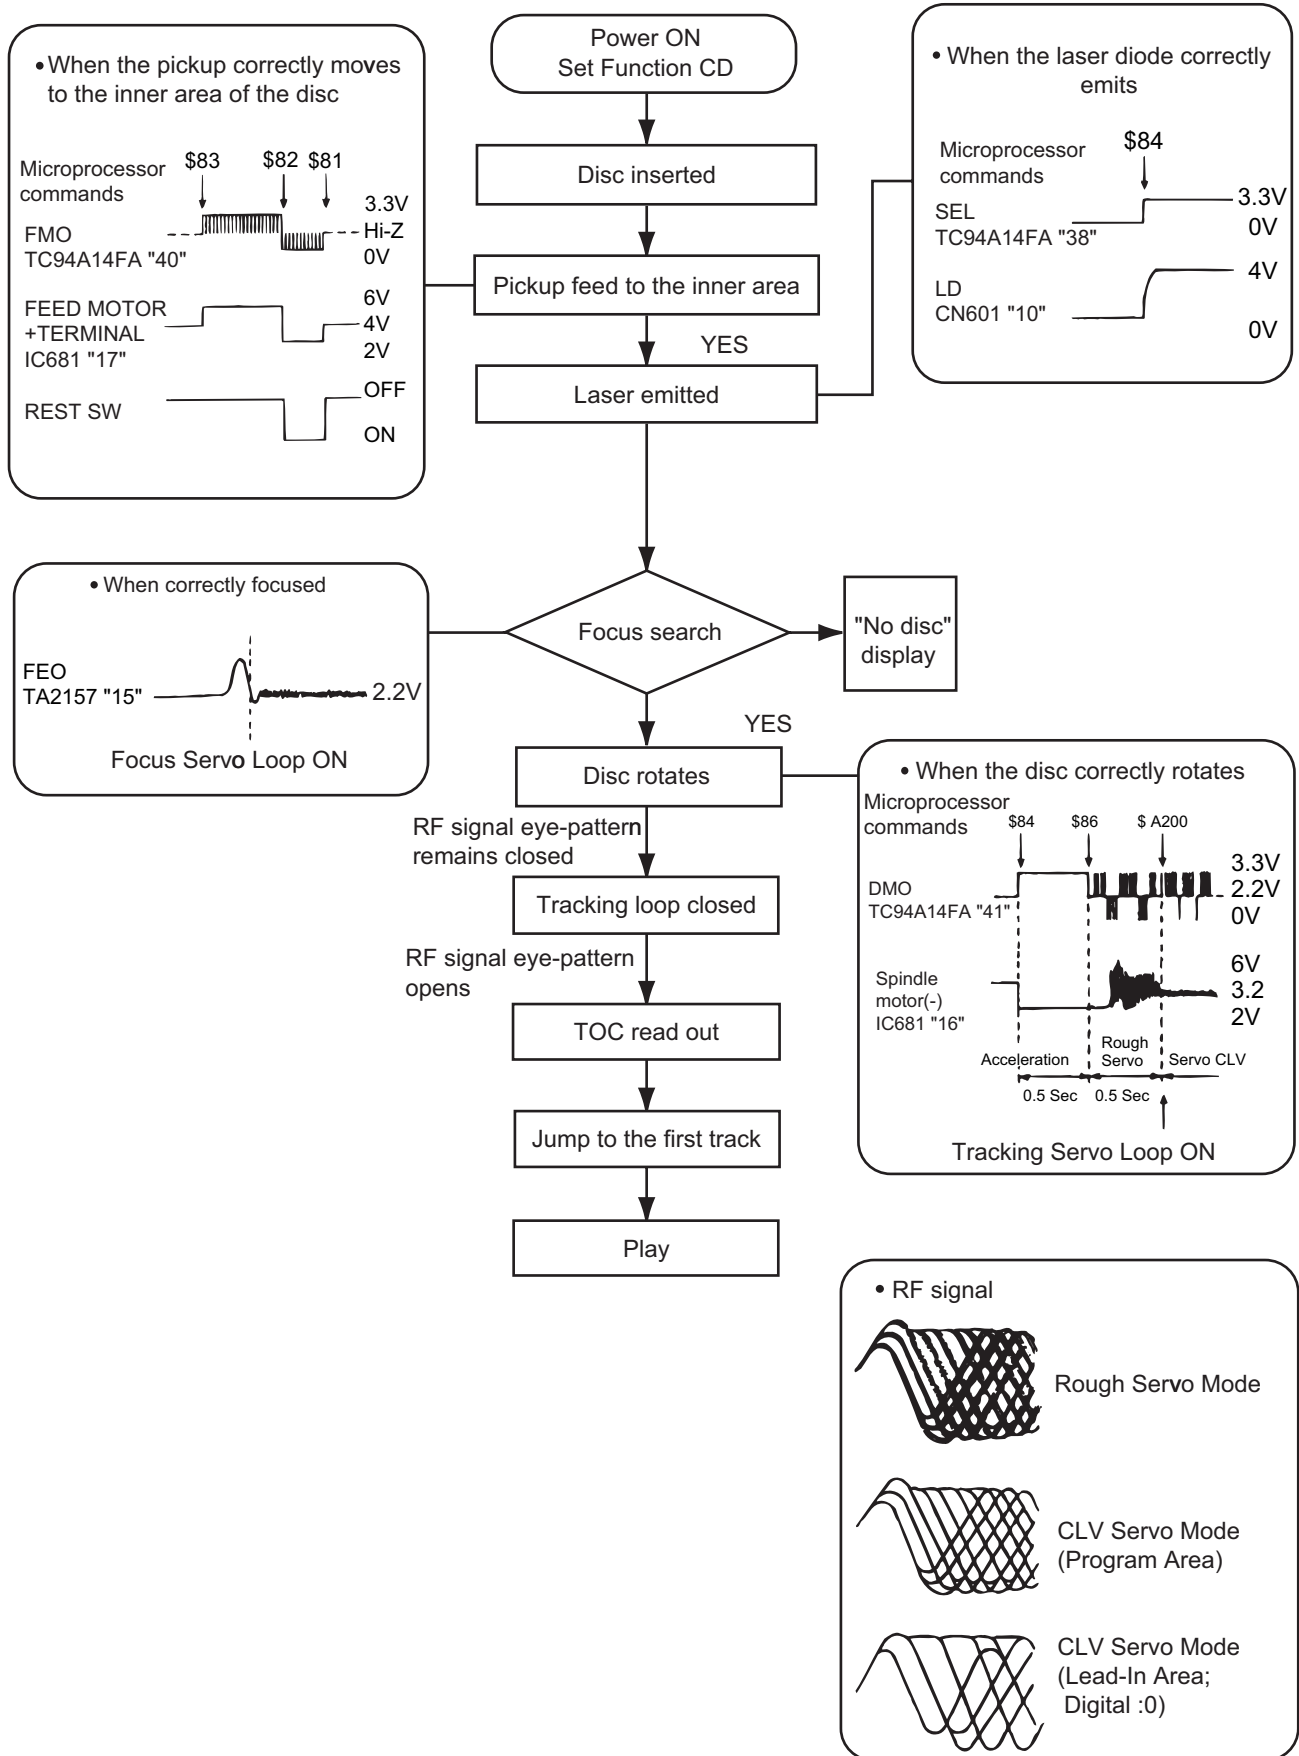 Power ON
Set Function CD
• When the pickup correctly moves
to the inner area of the disc
Microprocessor
commands
$83
$82
$81
FMO
TC94A14FA "40"
3.3V
Hi-Z
0V
FEED MOTOR
+TERMINAL
IC681 "17"
6V
4V
2V
REST SW
OFF
ON
• When the laser diode correctly
emits
Microprocessor
commands
$84
SEL
TC94A14FA "38"
3.3V
0V
LD
CN601 "10"
4V
0V
Disc inserted
Pickup feed to the inner area
YES
Laser emitted
• When correctly focused
FEO
TA2157 "15"
2.2V
Focus Servo Loop ON
Focus search
"No disc"
display
YES
Disc rotates
• When the disc correctly rotates
Microprocessor
commands
$84
$86
$ A200
DMO
TC94A14FA "41"
3.3V
2.2V
0V
Spindle
motor(-)
IC681 "16"
6V
3.2
2V
Acceleration
Rough
Servo
Servo CLV
0.5 Sec
0.5 Sec
Tracking Servo Loop ON
RF signal eye-pattern
remains closed
Tracking loop closed
RF signal eye-pattern
opens
TOC read out
Jump to the first track
Play
• RF signal
Rough Servo Mode
CLV Servo Mode
(Program Area)
CLV Servo Mode
(Lead-In Area;
Digital :0)